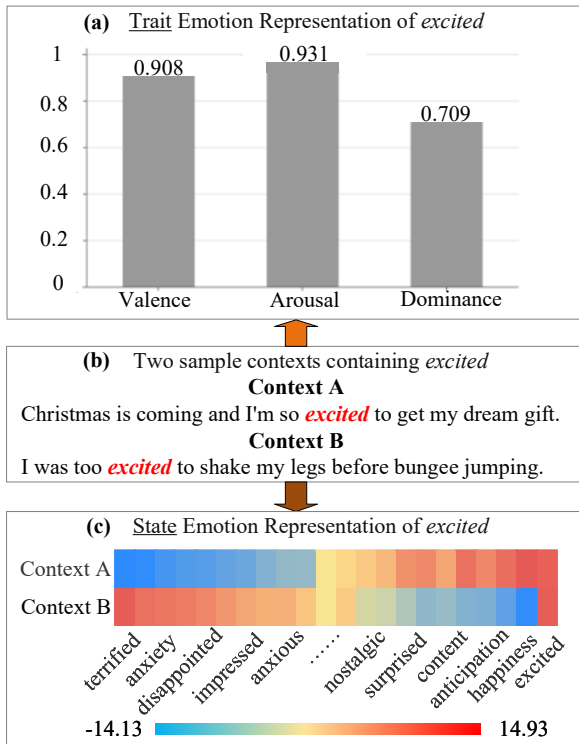 (a) Trait Emotion Representation of excited
1
0.8
0.6
0.4
0.2
0
0.908
0.931
0.709
Valence Arousal Dominance
(b) Two sample contexts containing excited
Context A
Christmas is coming and I'm so excited to get my dream gift.
Context B
I was too excited to shake my legs before bungee jumping.
(c) State Emotion Representation of excited
Context A
Context B
terrified
anxiety
disappointed
impressed
anxious
......
nostalgic
surprised
content
anticipation
happiness
excited
-14.13 14.93